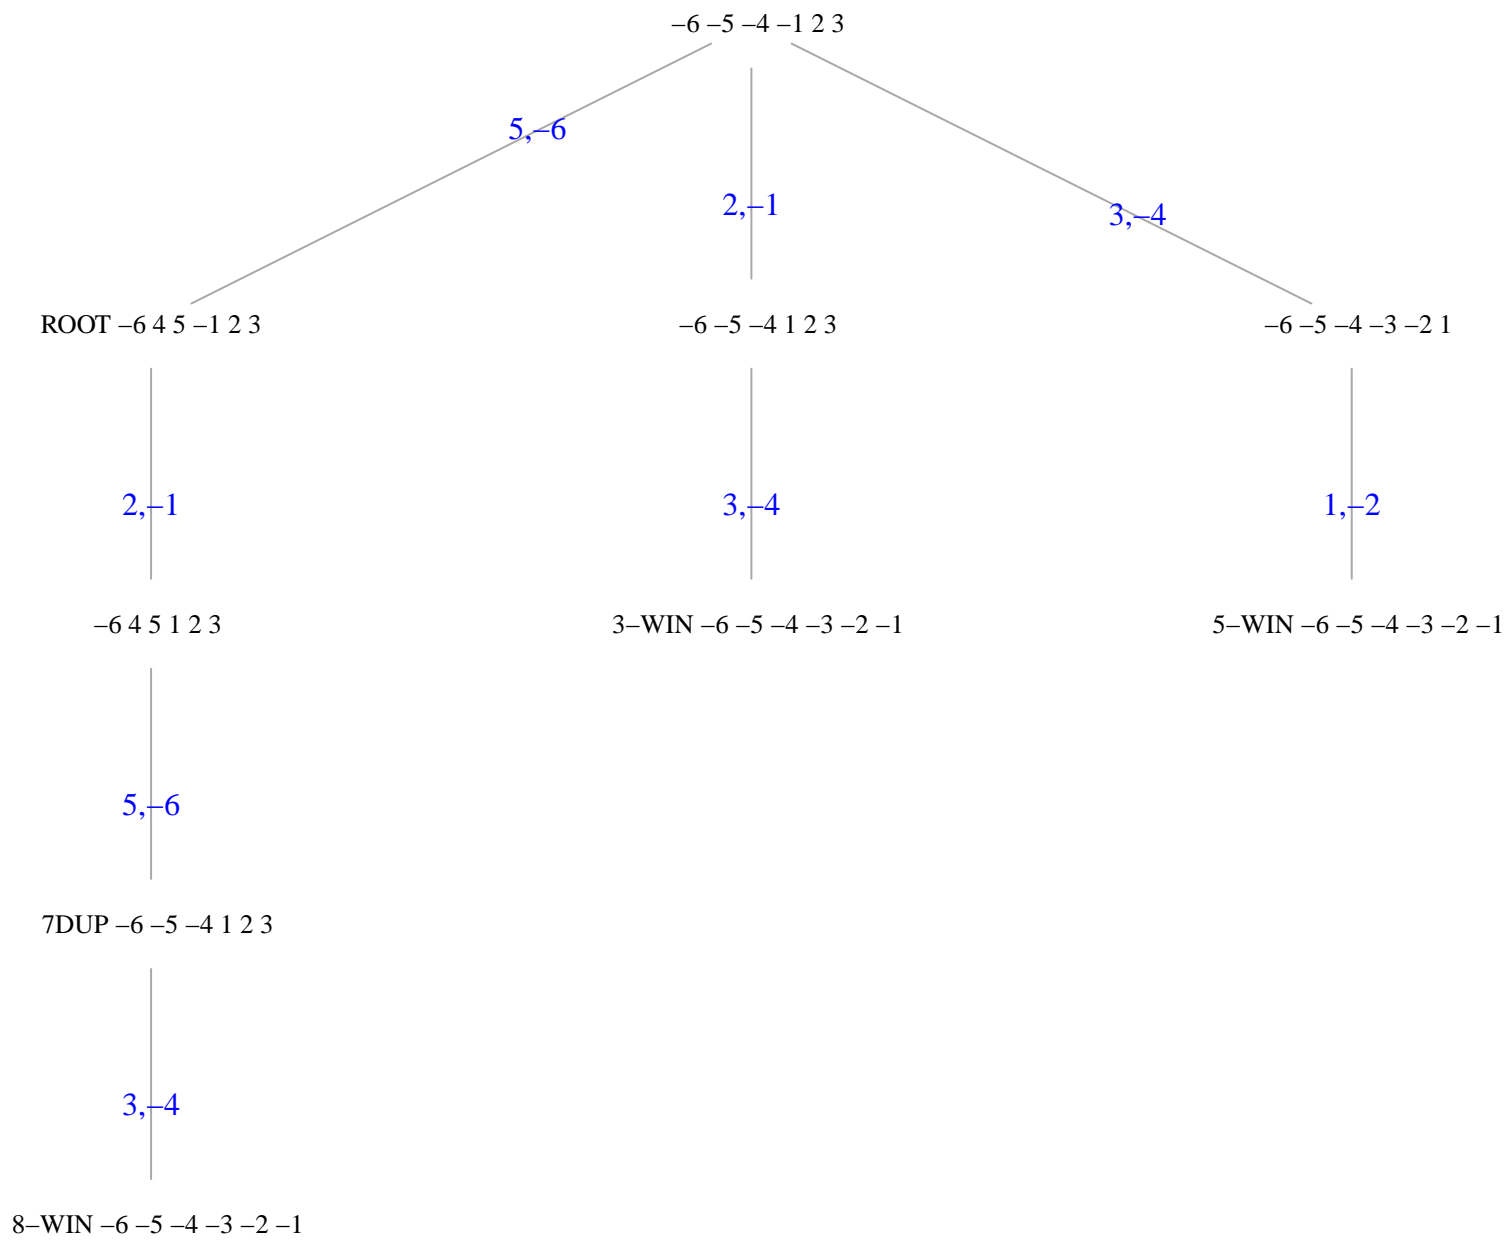 −6 −5 −4 −1 2 3
5,−6
2,−1
3,−4
ROOT −6 4 5 −1 2 3
−6 −5 −4 1 2 3
−6 −5 −4 −3 −2 1
2,−1
3,−4
1,−2
−6 4 5 1 2 3
3−WIN −6 −5 −4 −3 −2 −1
5−WIN −6 −5 −4 −3 −2 −1
5,−6
7DUP −6 −5 −4 1 2 3
3,−4
8−WIN −6 −5 −4 −3 −2 −1